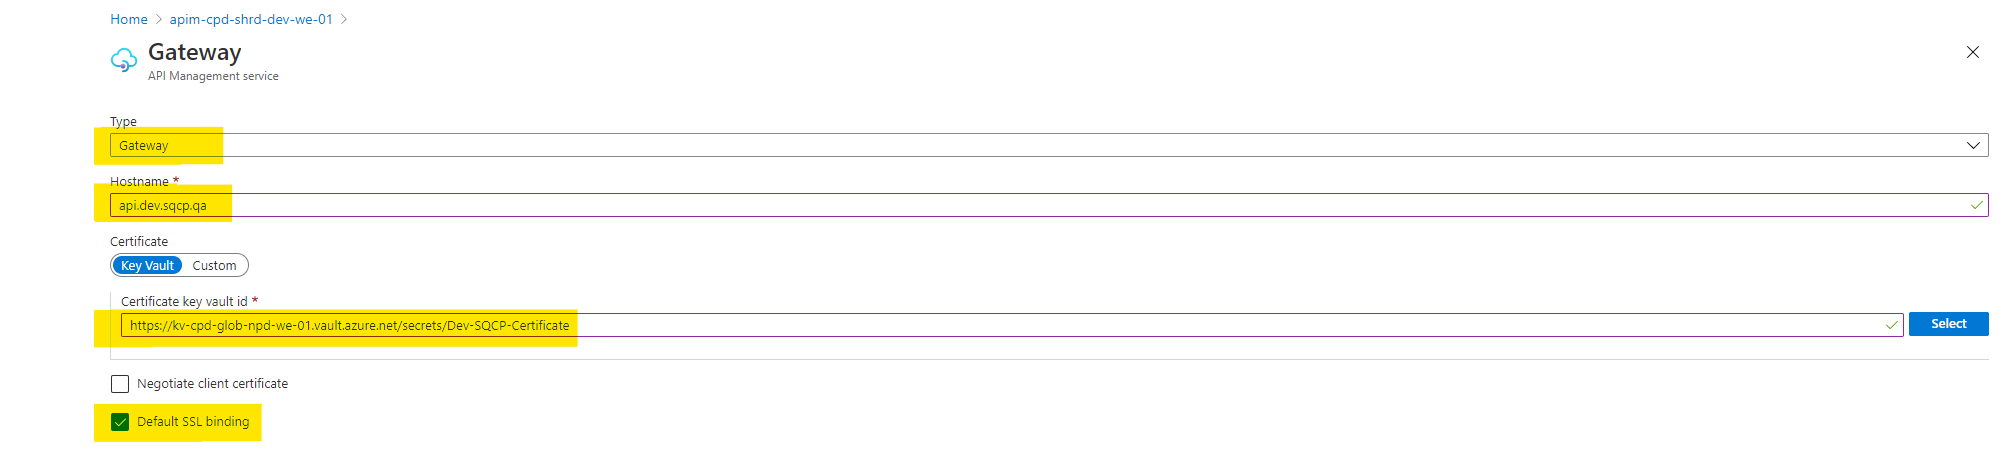 Home > apim-cpd-shrd-dev-we-01 >
Gateway
API Management service
Type
Gateway
Hostname *
api.dev.sqcp.qa
Certificate
Key Vault Custom
Certificate key vault id *
https://kv-cpd-glob-npd-we-01.vault.azure.net/secrets/Dev-SQCP-Certificate
Select
Negotiate client certificate
Default SSL binding